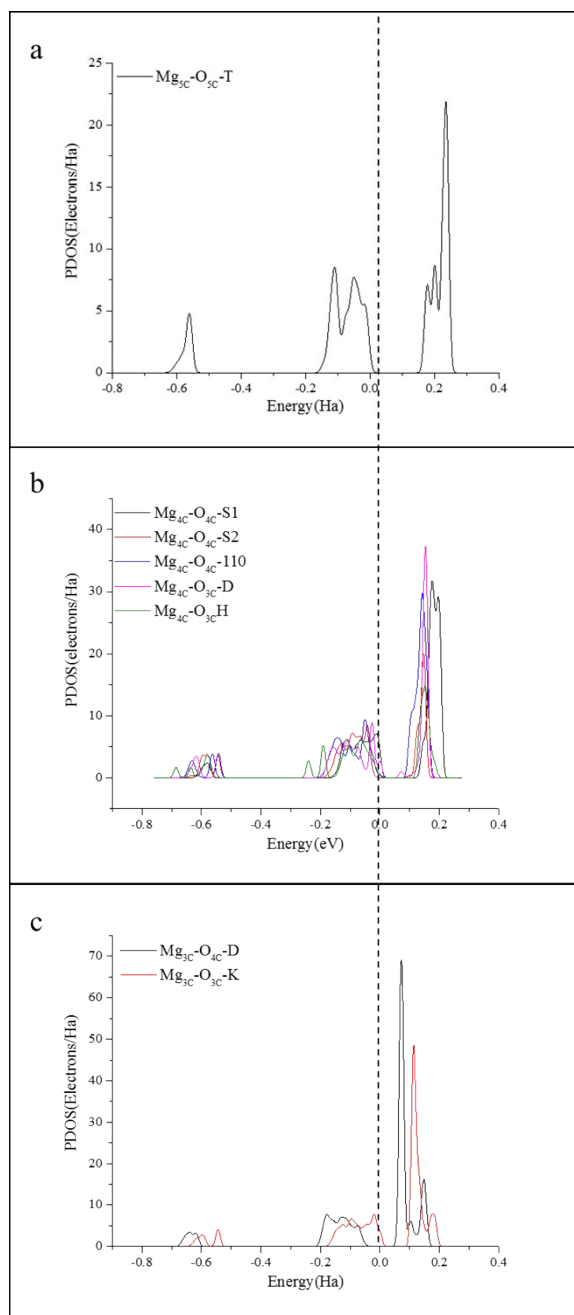 a
Mg5C-O5C-T
25
20
15
10
5
0
PDOS(Electrons/Ha)
-0.8 -0.6 -0.4 -0.2 0.0 0.2 0.4
Energy(Ha)
b
Mg4C-O4C-S1
Mg4C-O4C-S2
Mg4C-O4C-110
Mg4C-O3C-D
Mg4C-O3CH
40
30
20
10
0
PDOS(electrons/Ha)
-0.8 -0.6 -0.4 -0.2 0.0 0.2 0.4
Energy(eV)
c
Mg3C-O4C-D
Mg3C-O3C-K
70
60
50
40
30
20
10
0
PDOS(Electrons/Ha)
-0.8 -0.6 -0.4 -0.2 0.0 0.2 0.4
Energy(Ha)